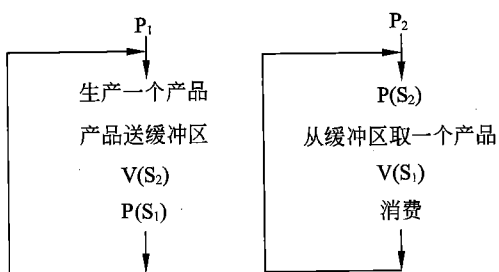 P₁
生产一个产品
产品送缓冲区
V(S₂)
P(S₁)
P₂
P(S₂)
从缓冲区取一个产品
V(S₁)
消费